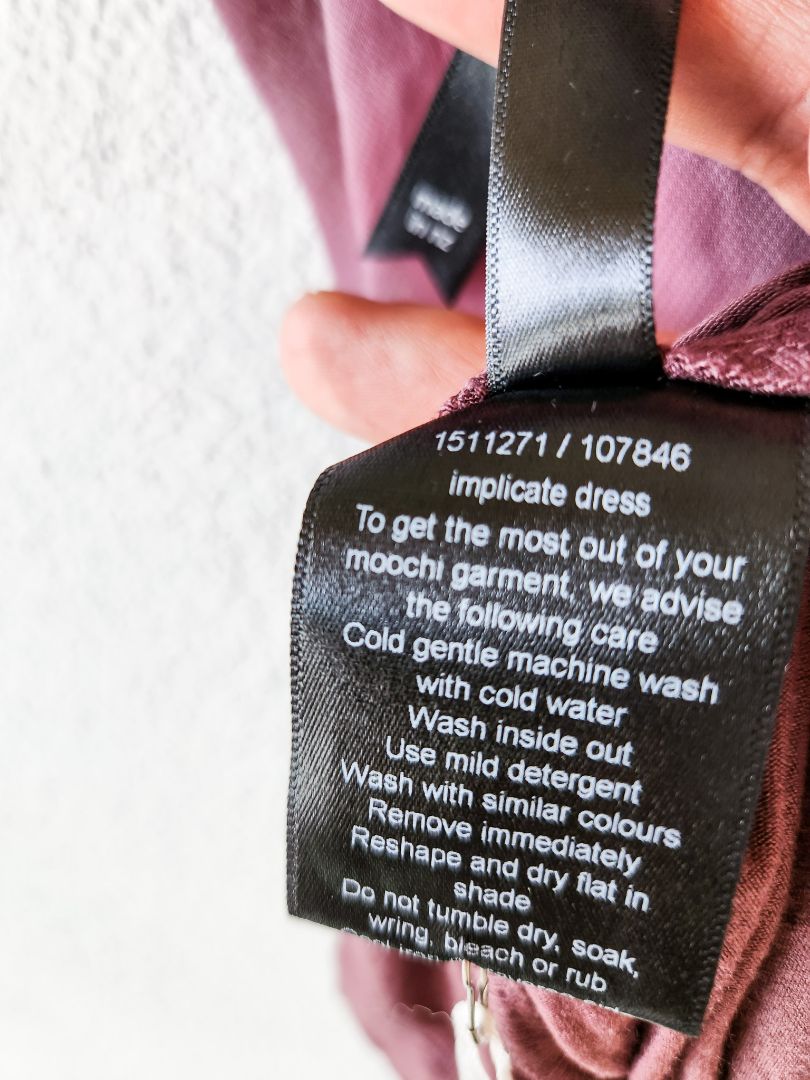 made
in nz
1511271 / 107846
implicate dress
To get the most out of your
moochi garment, we advise
the following care
Cold gentle machine wash
with cold water
Wash inside out
Use mild detergent
Wash with similar colours
Remove immediately
Reshape and dry flat in
shade
Do not tumble dry, soak,
wring, bleach or rub